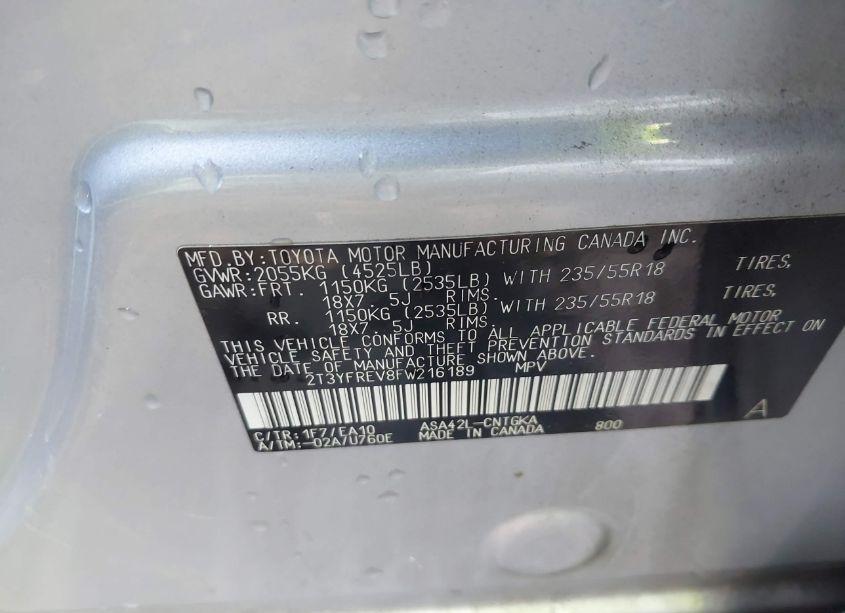 MFD. BY: TOYOTA MOTOR MANUFACTURING CANADA INC.
GVWR: 2055KG (4525LB)
GAWR: FRT. 1150KG (2535LB) WITH 235/55R18 TIRES,
18X7. 5J RIMS.
RR. 1150KG (2535LB) WITH 235/55R18 TIRES,
18X7. 5J RIMS.
THIS VEHICLE CONFORMS TO ALL APPLICABLE FEDERAL MOTOR
VEHICLE SAFETY AND THEFT PREVENTION STANDARDS IN EFFECT ON
THE DATE OF MANUFACTURE SHOWN ABOVE.
2T3YFREV8FW216189 MPV
C/TR: 1F7/EA10 ASA42L-CNTGKA 800 A
A/TM: -02A/U760E MADE IN CANADA